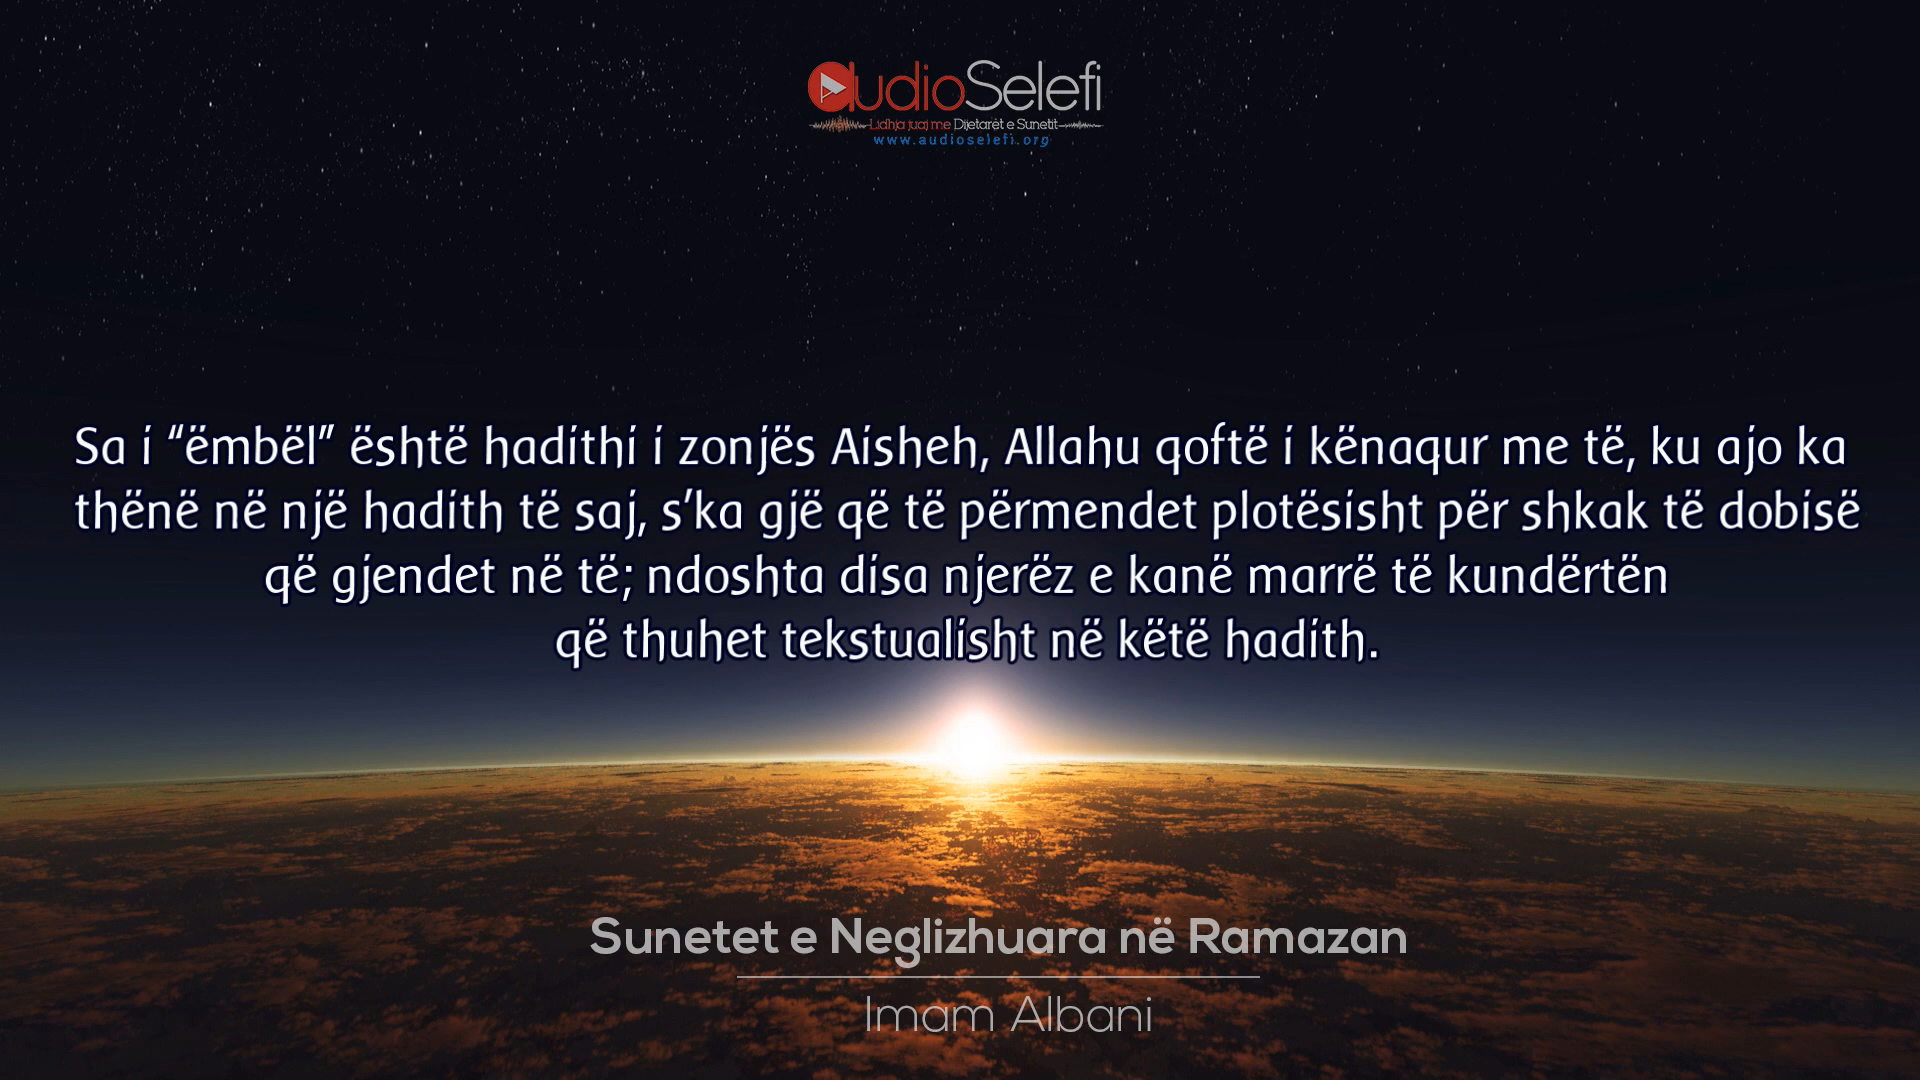 audioSelefi
Lidhja juaj me Dijetarët e Sunetit
www.audioselefi.org
Sa i “ëmbël” është hadithi i zonjës Aisheh, Allahu qoftë i kënaqur me të, ku ajo ka
thënë në një hadith të saj, s’ka gjë që të përmendet plotësisht për shkak të dobisë
që gjendet në të; ndoshta disa njerëz e kanë marrë të kundërtën
që thuhet tekstualisht në këtë hadith.
Sunetet e Neglizhuara në Ramazan
Imam Albani